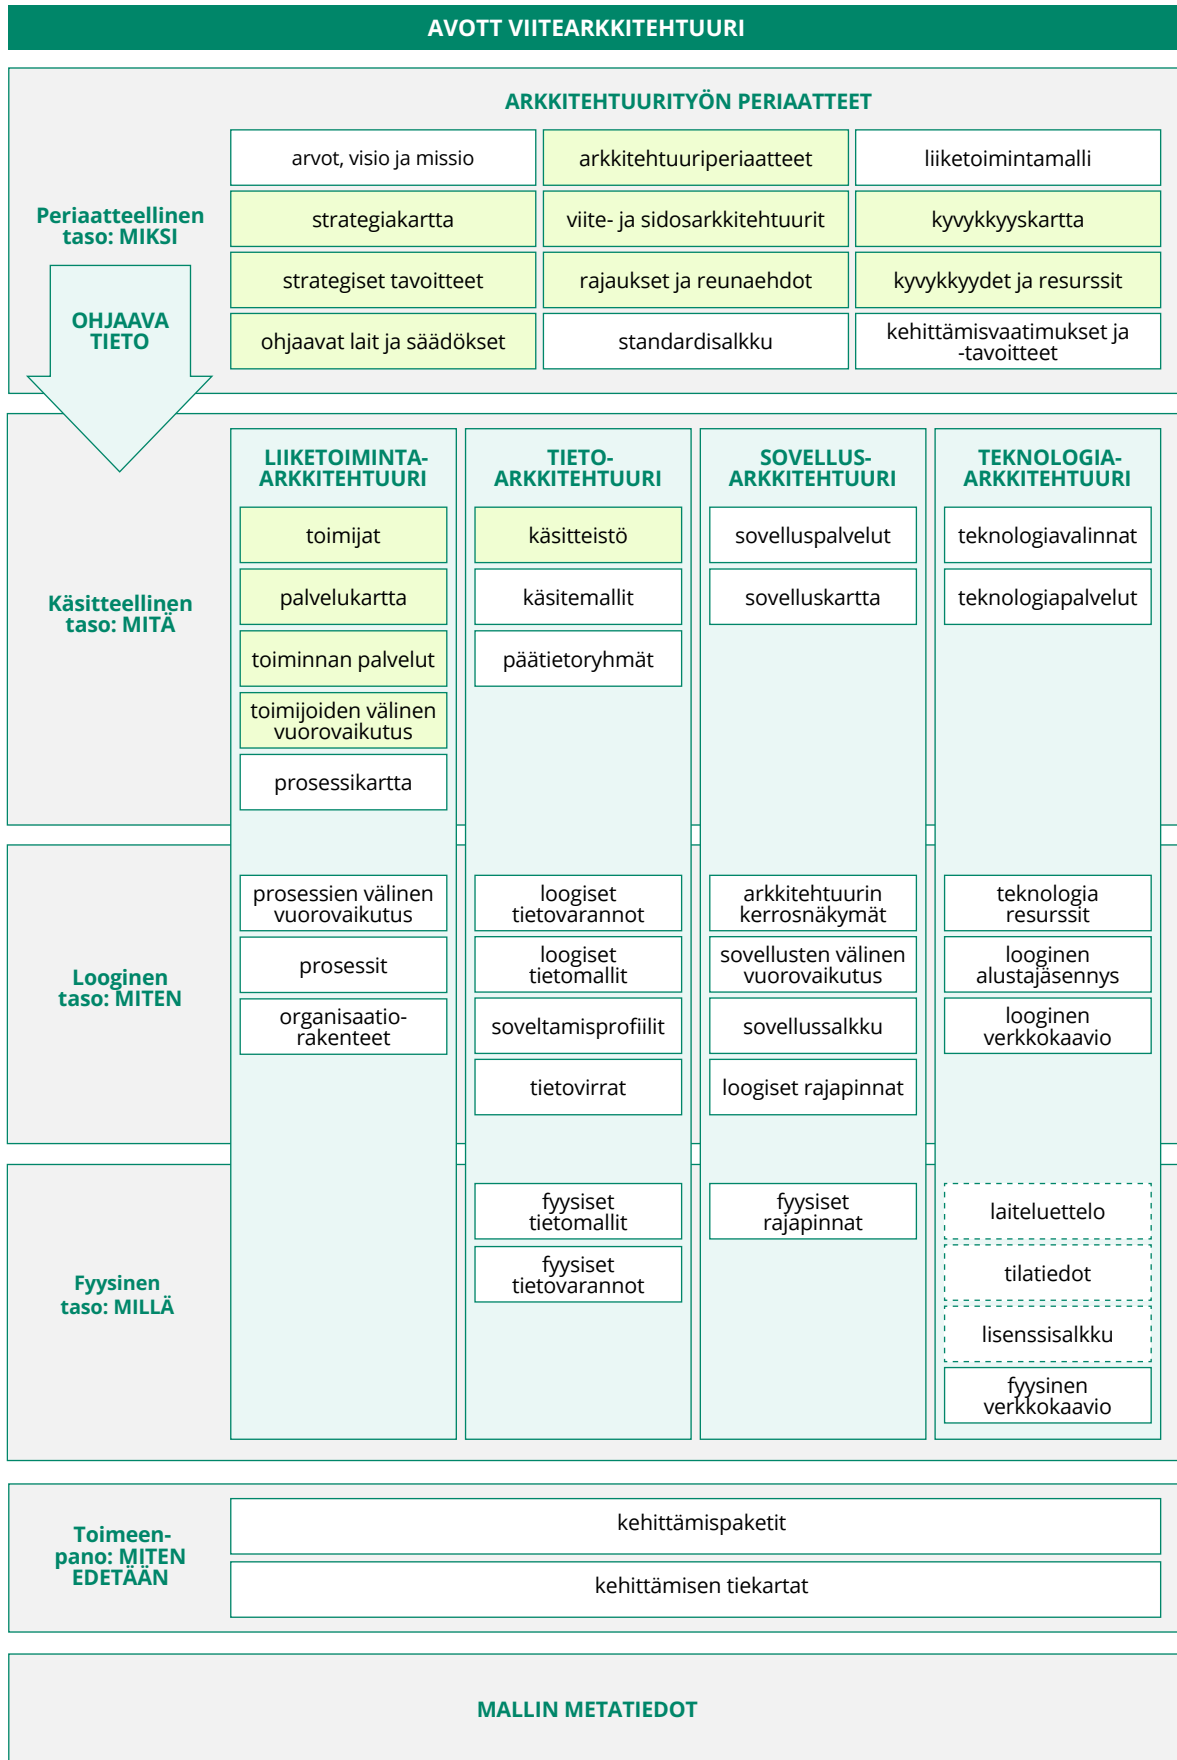 AVOTT VIITEARKKITEHTUURI
ARKKITEHTUURITYÖN PERIAATTEET
Periaatteellinen
taso: MIKSI
OHJAAVA
TIETO
arvot, visio ja missio
arkkitehtuuriperiaatteet
liiketoimintamalli
strategiakartta
viite- ja sidosarkkitehtuurit
kyvykkyyskartta
strategiset tavoitteet
rajaukset ja reunaehdot
kyvykkyydet ja resurssit
ohjaavat lait ja säädökset
standardisalkku
kehittämisvaatimukset ja
-tavoitteet
Käsitteellinen
taso: MITÄ
LIIKETOIMINTA-
ARKKITEHTUURI
TIETO-
ARKKITEHTUURI
SOVELLUS-
ARKKITEHTUURI
TEKNOLOGIA-
ARKKITEHTUURI
toimijat
käsitteistö
sovelluspalvelut
teknologiavalinnat
palvelukartta
käsitemallit
sovelluskartta
teknologiapalvelut
toiminnan palvelut
päätietoryhmät
toimijoiden välinen
vuorovaikutus
prosessikartta
Looginen
taso: MITEN
prosessien välinen
vuorovaikutus
loogiset
tietovarannot
arkkitehtuurin
kerrosnäkymät
teknologia
resurssit
prosessit
loogiset
tietomallit
sovellusten välinen
vuorovaikutus
looginen
alustajäsennys
organisaatio-
rakenteet
soveltamisprofiilit
sovellussalkku
looginen
verkkokaavio
tietovirrat
loogiset rajapinnat
Fyysinen
taso: MILLÄ
fyysiset
tietomallit
fyysiset
rajapinnat
laiteluettelo
fyysiset
tietovarannot
tilatiedot
lisenssisalkku
fyysinen
verkkokaavio
Toimeen-
pano: MITEN
EDETÄÄN
kehittämispaketit
kehittämisen tiekartat
MALLIN METATIEDOT